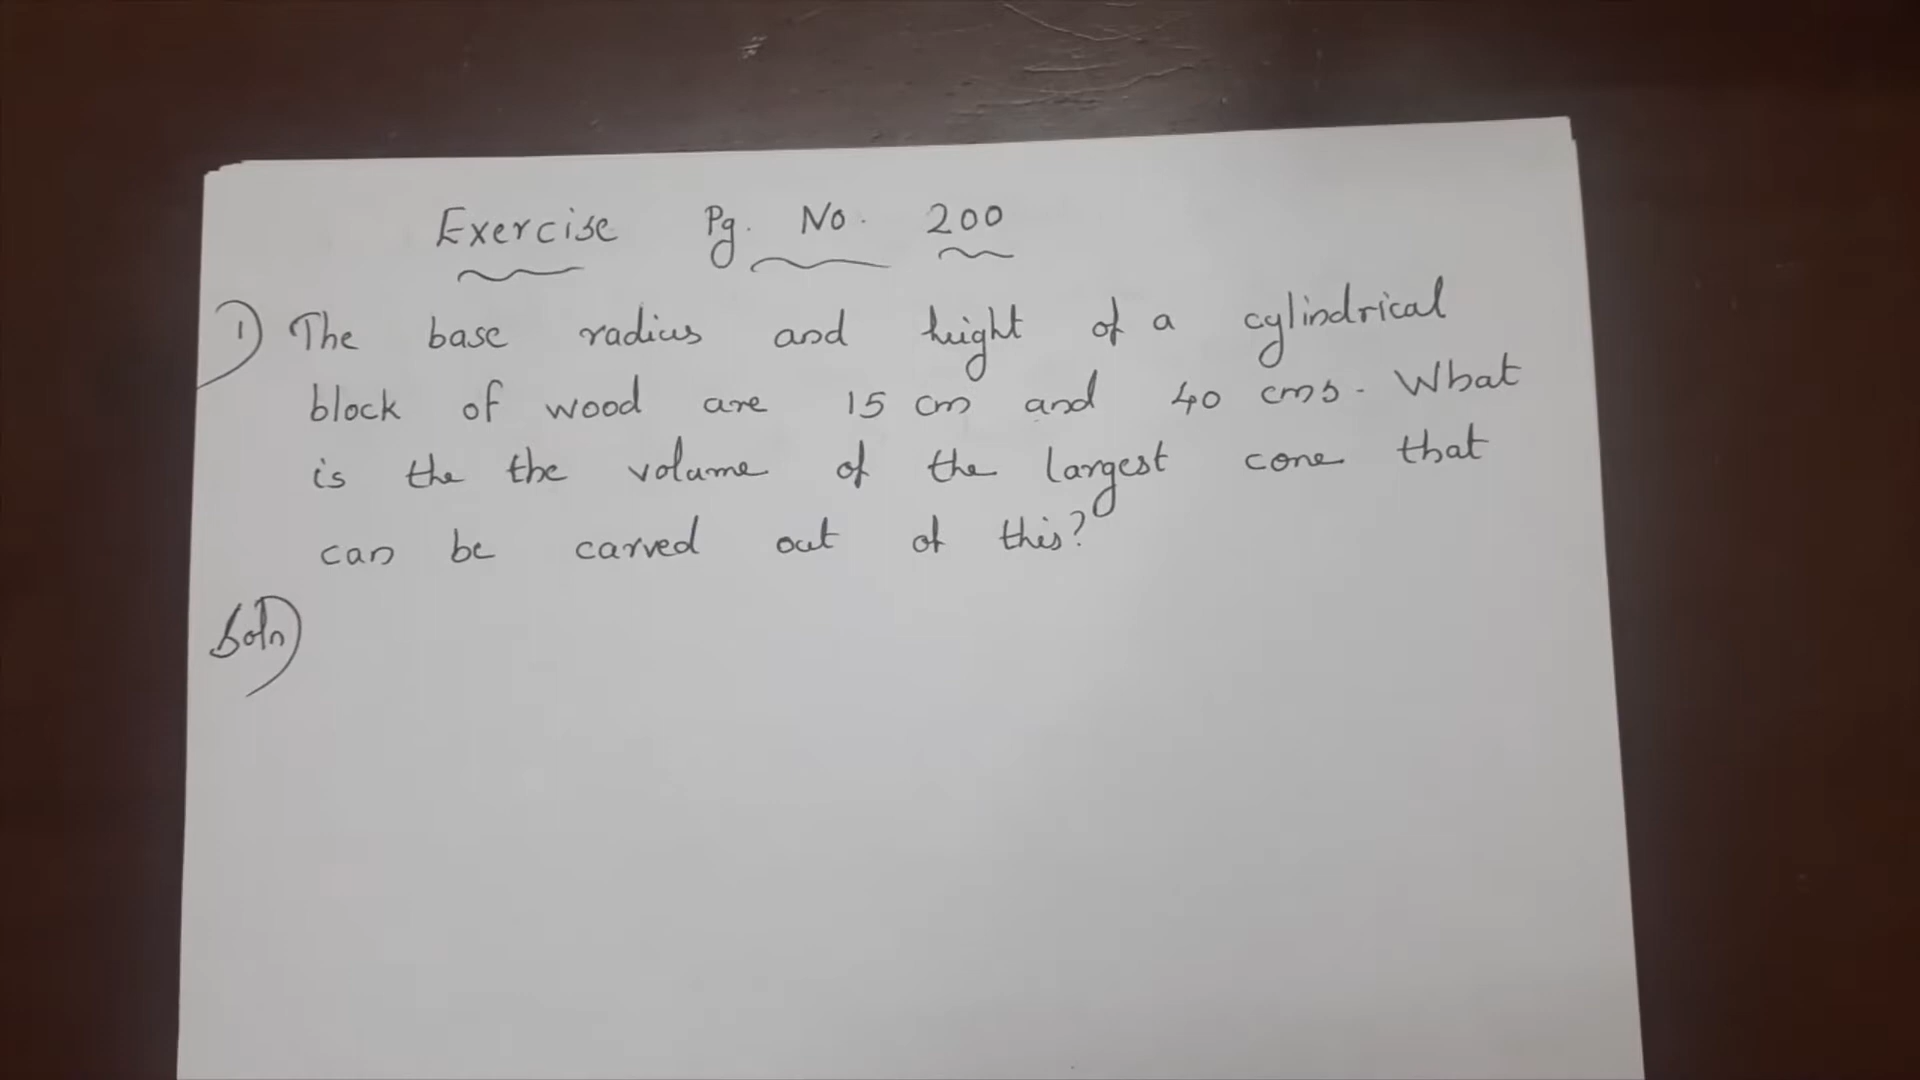 Exercise Pg. No. 200
1) The base radius and height of a cylindrical
block of wood are 15 cm and 40 cms. What
is the the volume of the largest cone that
can be carved out of this?
Soln)